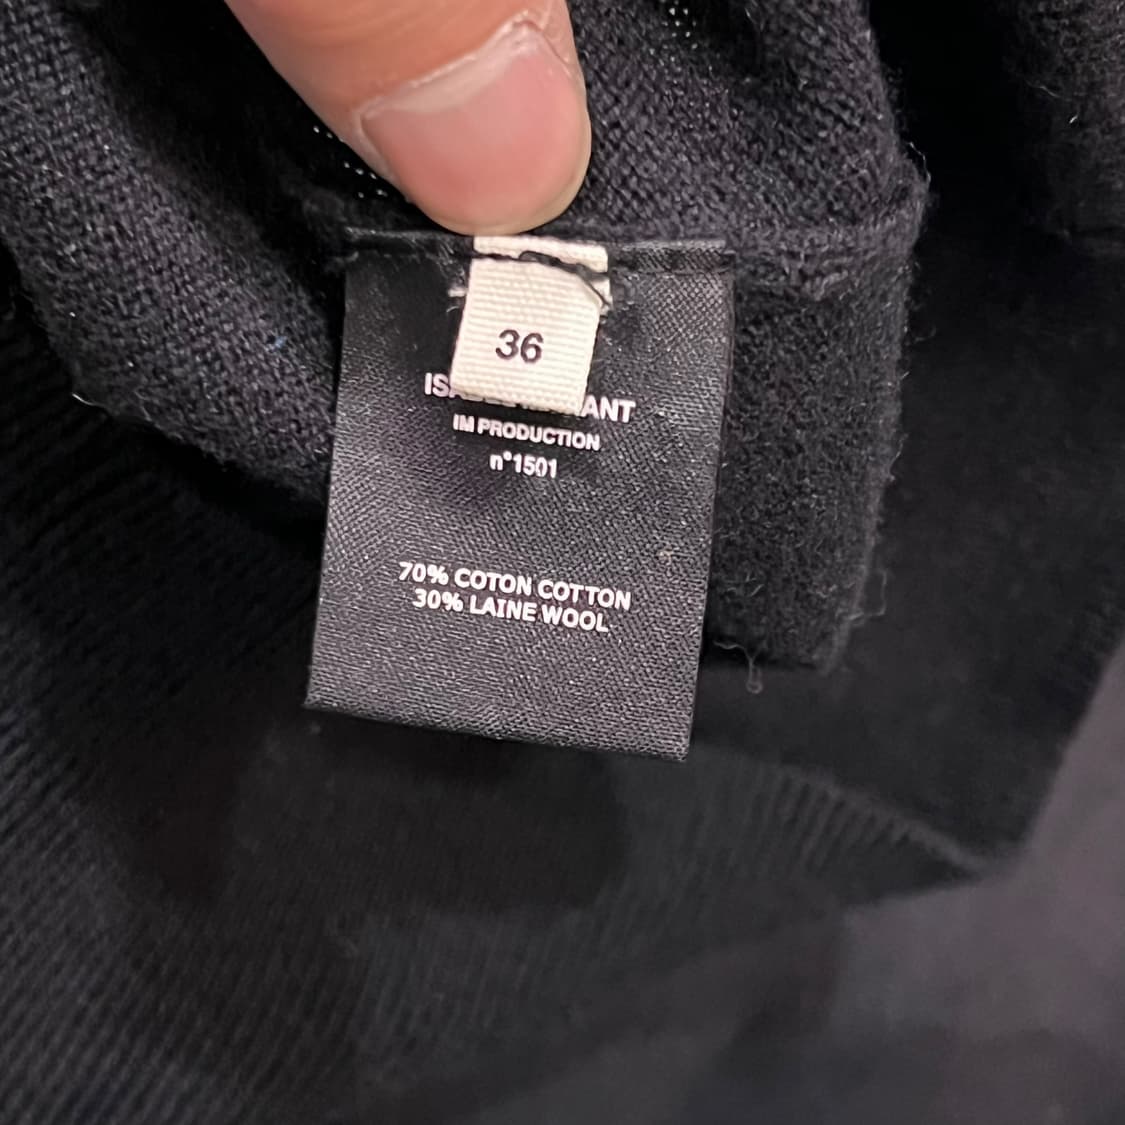 36
IM PRODUCTION
n°1501
70% COTON COTTON
30% LAINE WOOL